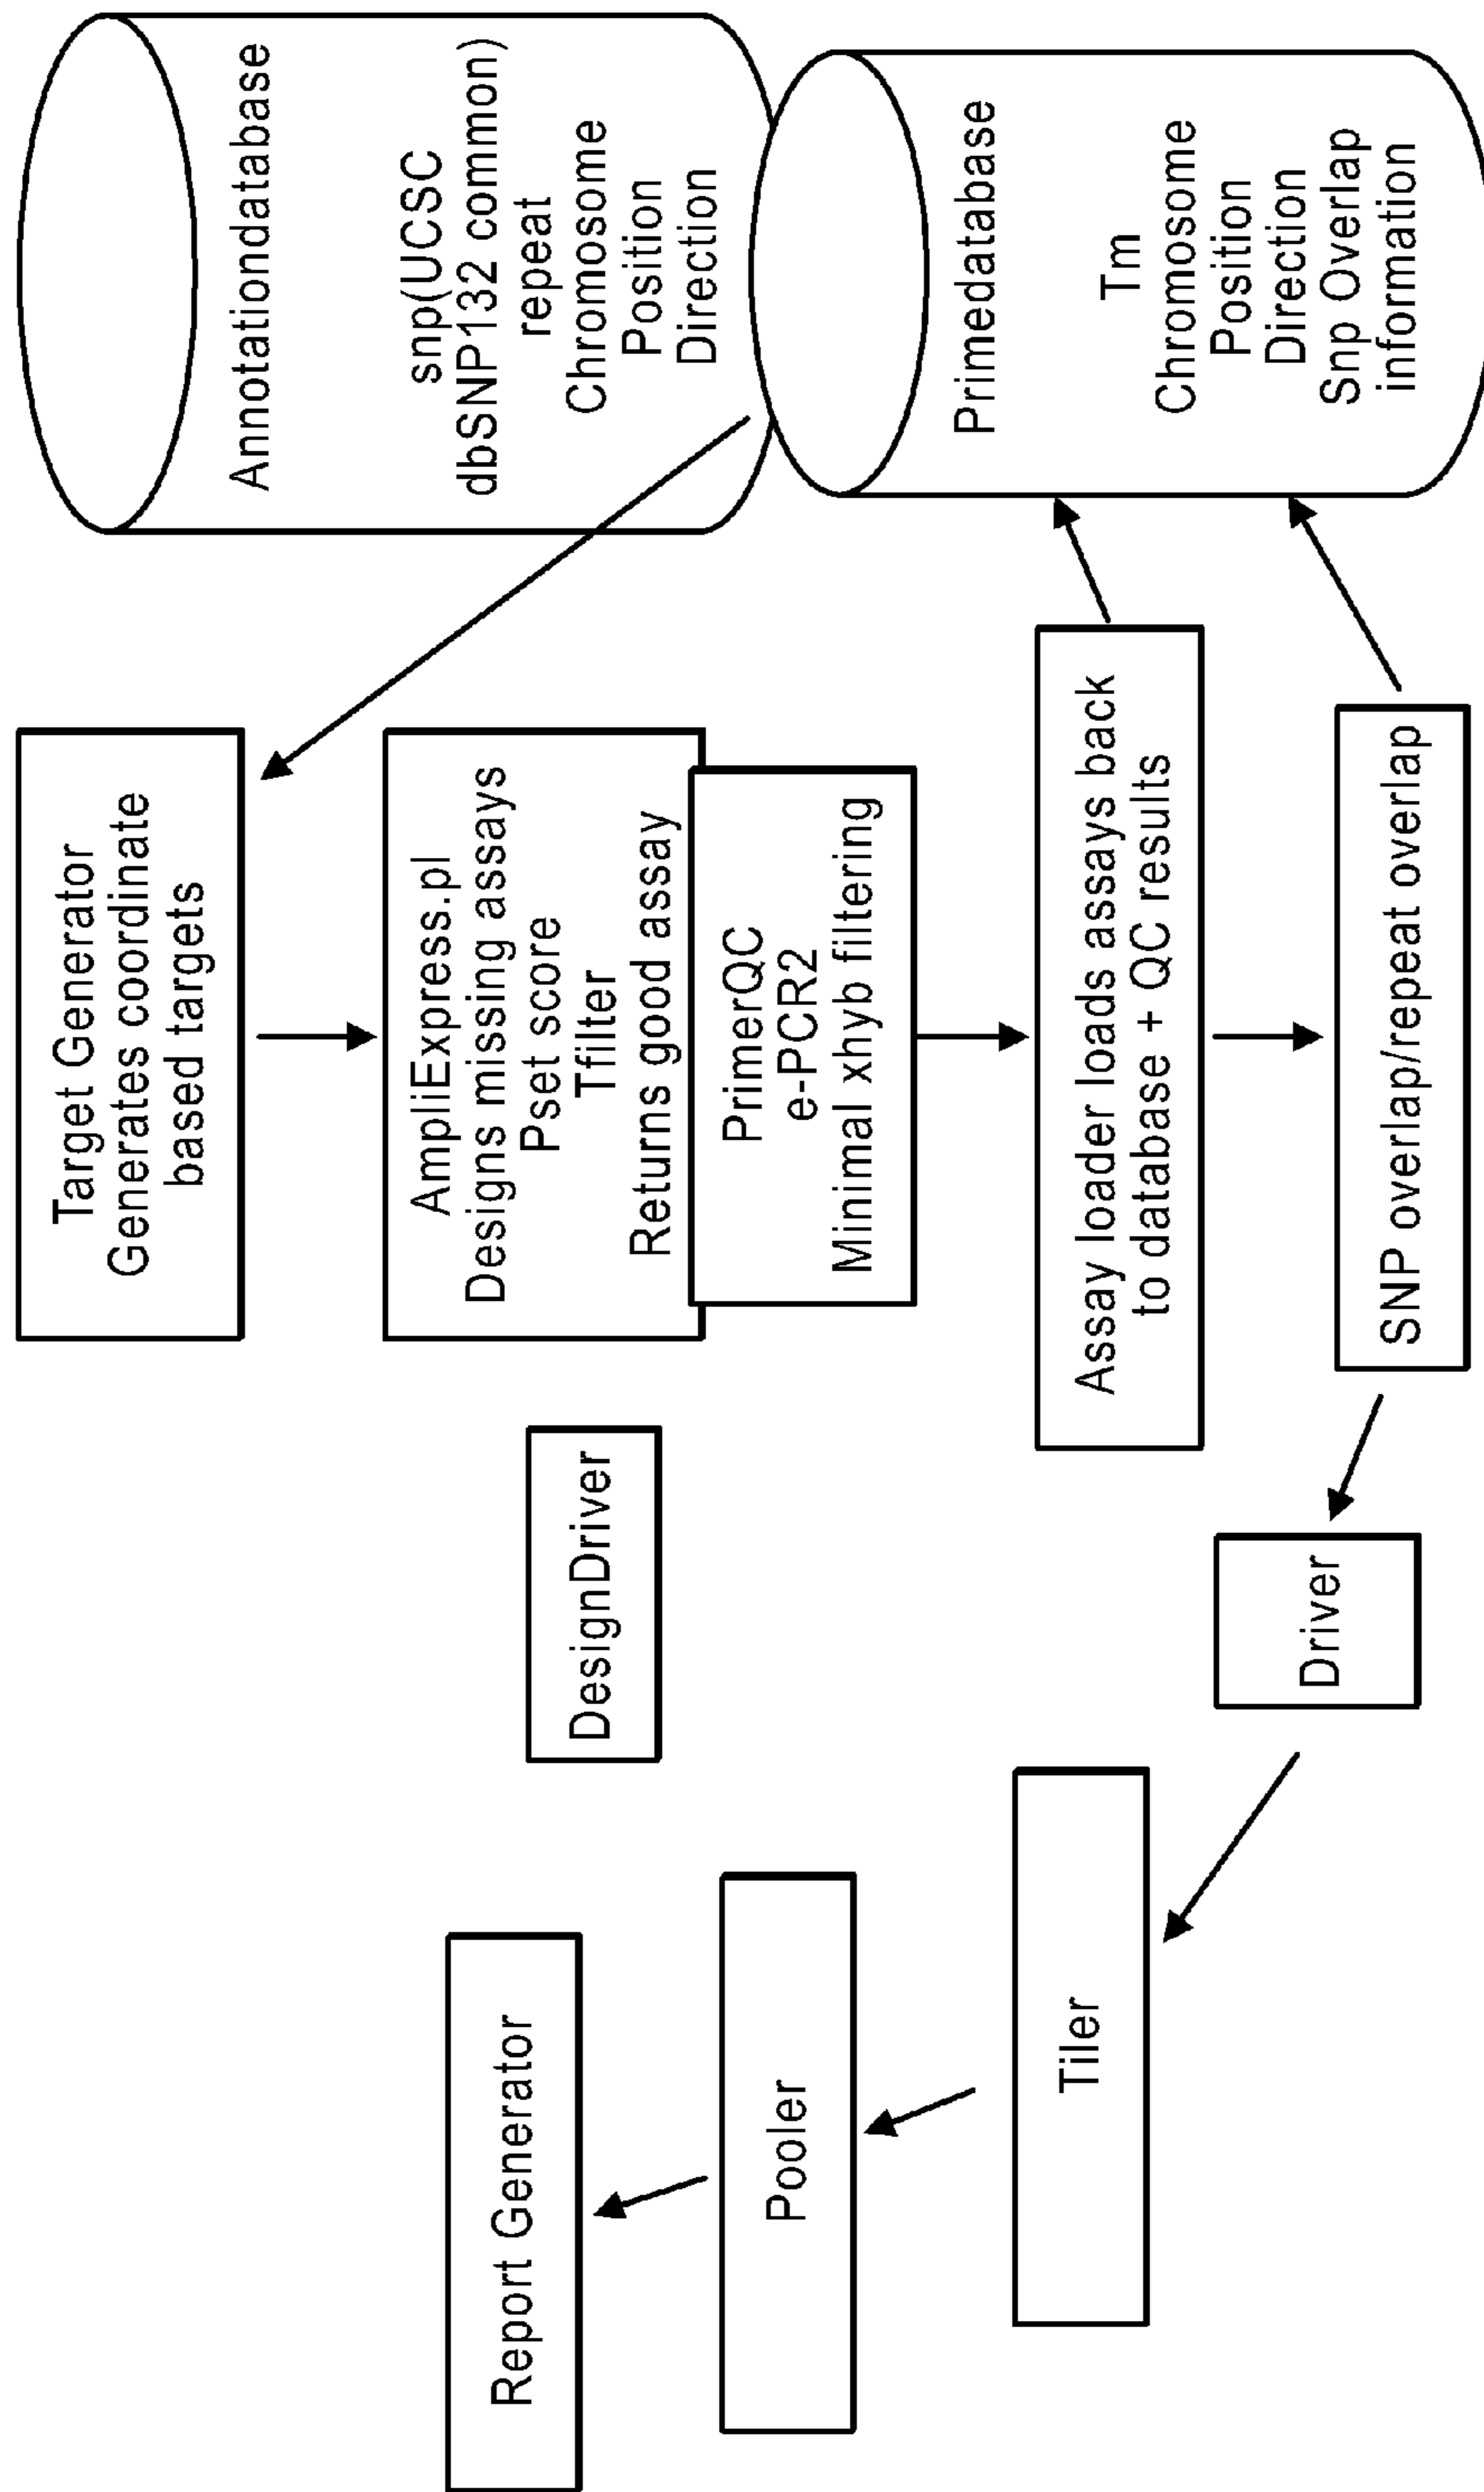 Annotationdatabase
snp(UCSC
dbSNP132 common)
repeat
Chromosome
Position
Direction
Primedatabase
Tm
Chromosome
Position
Direction
Snp Overlap
information
Target Generator
Generates coordinate
based targets
AmpliExpress.pl
Designs missing assays
Pset score
Tfilter
Returns good assay
PrimerQC
e-PCR2
Minimal xhyb filtering
Assay loader loads assays back
to database + QC results
SNP overlap/repeat overlap
DesignDriver
Driver
Tiler
Pooler
Report Generator